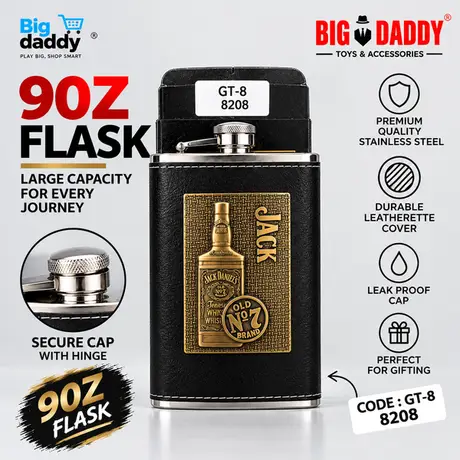 Big
daddy®
PLAY BIG, SHOP SMART
BIG DADDY®
TOYS & ACCESSORIES
9OZ
FLASK
LARGE CAPACITY
FOR EVERY
JOURNEY
GT-8
8208
PREMIUM
QUALITY
STAINLESS STEEL
DURABLE
LEATHERETTE
COVER
LEAK PROOF
CAP
PERFECT
FOR GIFTING
SECURE CAP
WITH HINGE
9OZ
FLASK
JACK
JACK DANIEL'S
OLD
No7
BRAND
CODE : GT-8
8208